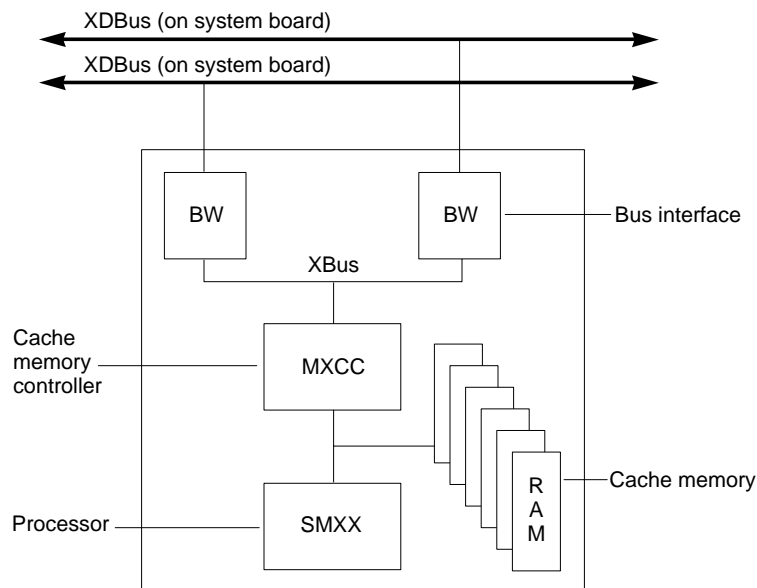 XDBus (on system board)
XDBus (on system board)
BW
BW
Bus interface
XBus
Cache
memory
controller
MXCC
R
A
M
Cache memory
Processor
SMXX